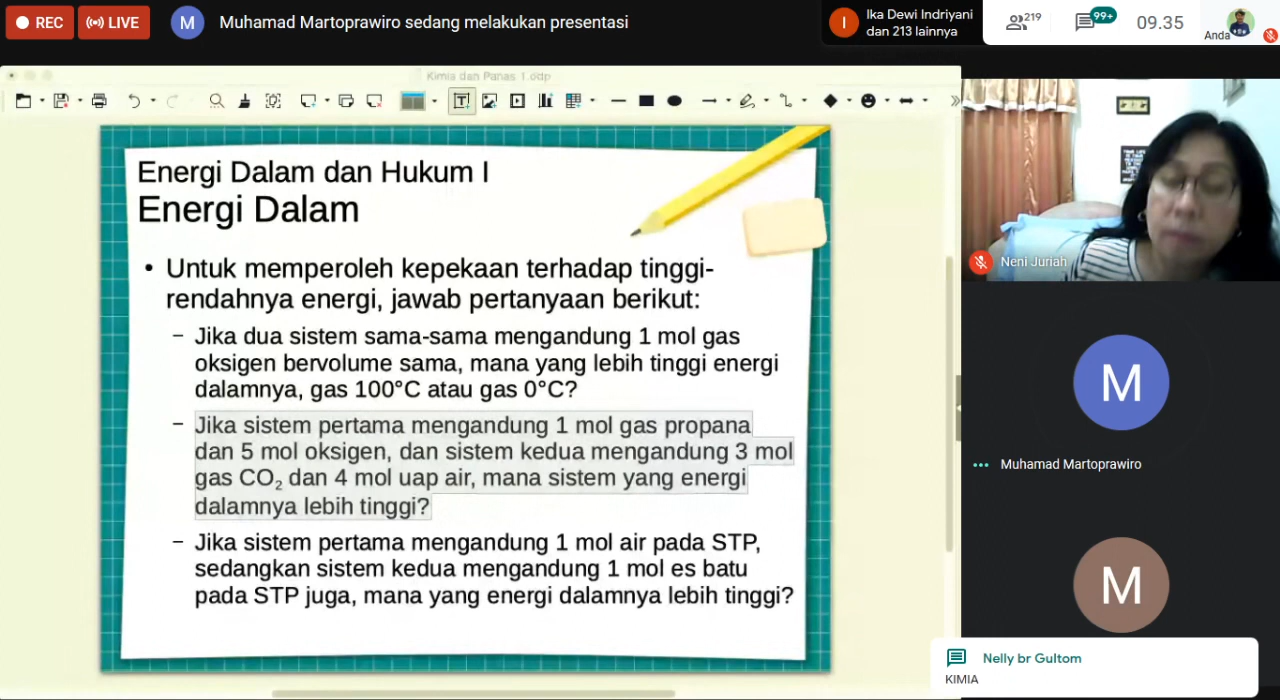 REC
LIVE
M
Muhamad Martoprawiro sedang melakukan presentasi
I
Ika Dewi Indriyani
dan 213 lainnya
219
99+
09.35
Anda
Kimia dan Panas 1.odp
T
Energi Dalam dan Hukum I
Energi Dalam
• Untuk memperoleh kepekaan terhadap tinggi-
rendahnya energi, jawab pertanyaan berikut:
– Jika dua sistem sama-sama mengandung 1 mol gas
oksigen bervolume sama, mana yang lebih tinggi energi
dalamnya, gas 100°C atau gas 0°C?
– Jika sistem pertama mengandung 1 mol gas propana
dan 5 mol oksigen, dan sistem kedua mengandung 3 mol
gas CO₂ dan 4 mol uap air, mana sistem yang energi
dalamnya lebih tinggi?
– Jika sistem pertama mengandung 1 mol air pada STP,
sedangkan sistem kedua mengandung 1 mol es batu
pada STP juga, mana yang energi dalamnya lebih tinggi?
Neni Juriah
M
Muhamad Martoprawiro
M
Nelly br Gultom
KIMIA